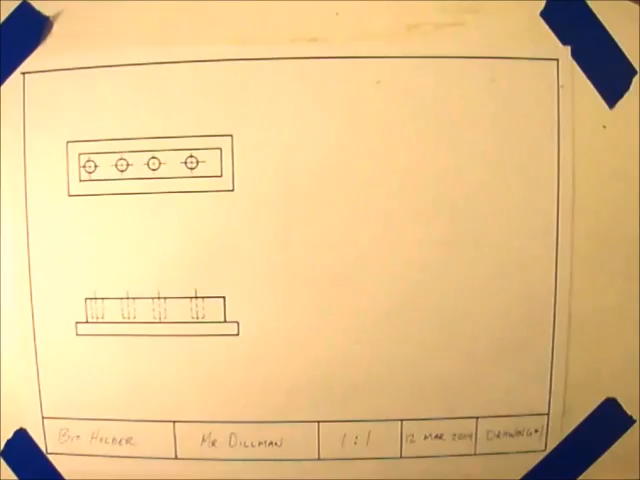 BIT HOLDER
MR DILLMAN
1:1
12 MAR 2014
DRAWING #1